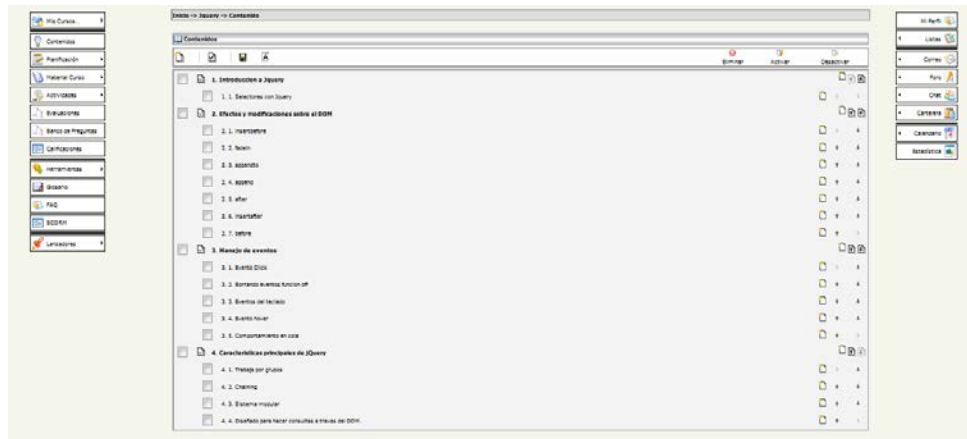 Inicio -> Jquery -> Contenido
Mis Cursos...
Contenidos
Planificación
Material Curso
Actividades
Evaluaciones
Banco de Preguntas
Calificaciones
Herramientas
Glosario
FAQ
SCORM
Lanzadores
Contenidos
Eliminar
Activar
Desactivar
1. Introduccion a Jquery
1. 1. Selectores con Jquery
2. Efectos y modificaciones sobre el DOM
2. 1. insertbefore
2. 2. fadein
2. 3. appendto
2. 4. append
2. 5. after
2. 6. insertafter
2. 7. before
3. Manejo de eventos
3. 1. Evento Click
3. 2. Borrando eventos funcion off
3. 3. Eventos del teclado
3. 4. Evento hover
3. 5. Comportamiento en cola
4. Características principales de JQuery
4. 1. Trabaja por grupos
4. 2. Chaining
4. 3. Sistema modular
4. 4. Diseñado para hacer consultas a traves del DOM.
Mi Perfil
Listas
Correo
Foro
Chat
Cartelera
Calendario
Estadística